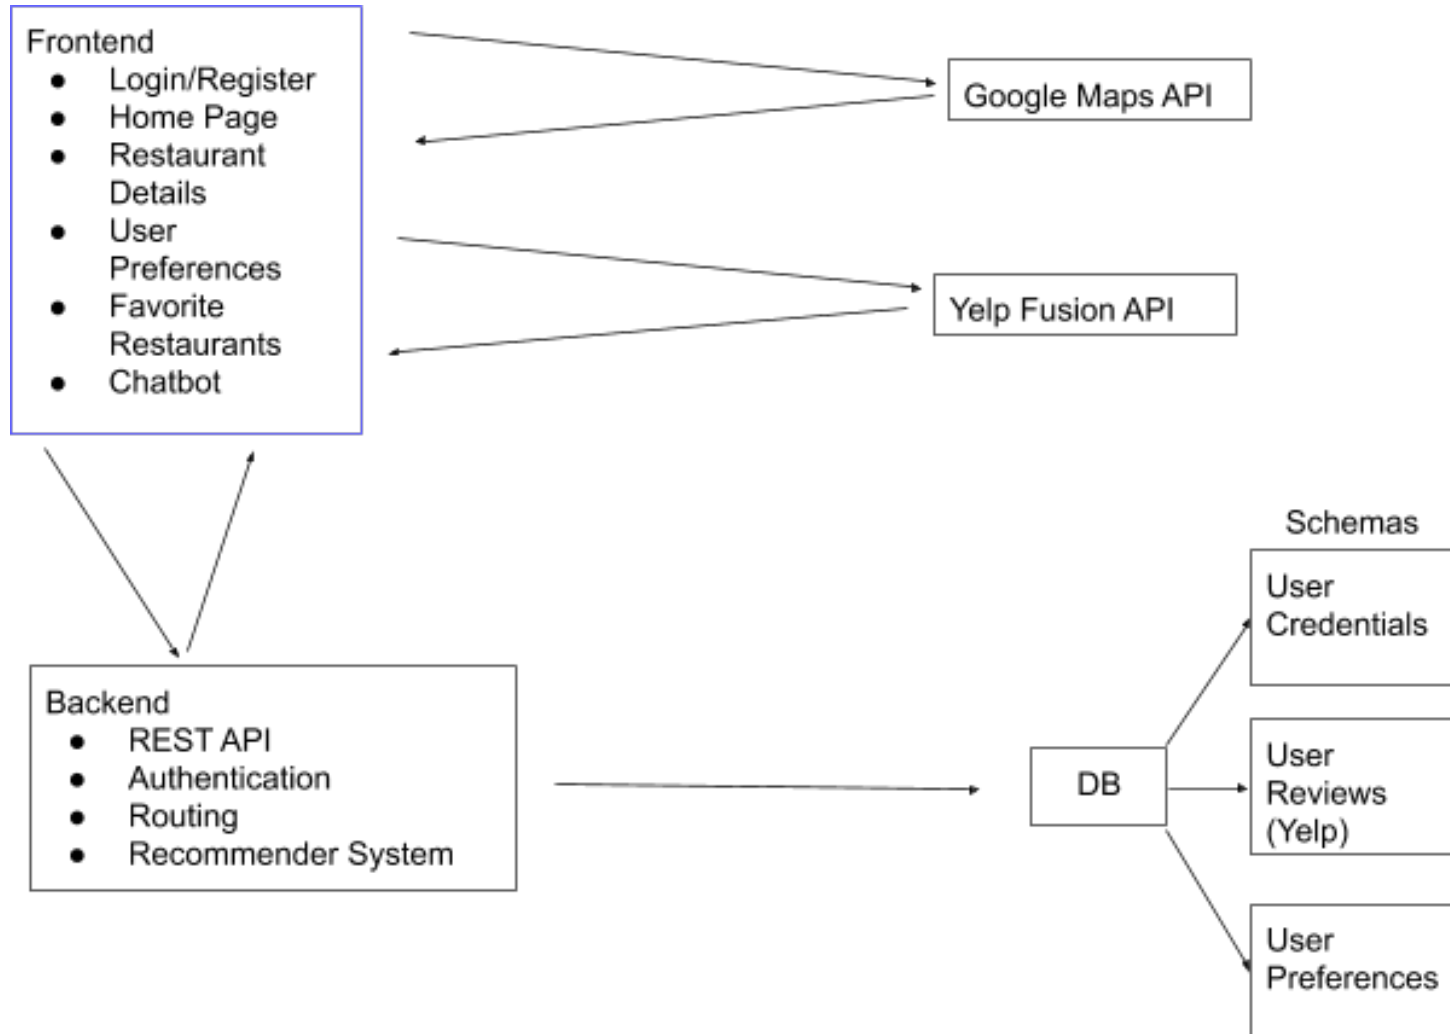 Frontend
● Login/Register
● Home Page
● Restaurant
Details
● User
Preferences
● Favorite
Restaurants
● Chatbot
Google Maps API
Yelp Fusion API
Backend
● REST API
● Authentication
● Routing
● Recommender System
DB
Schemas
User
Credentials
User
Reviews
(Yelp)
User
Preferences